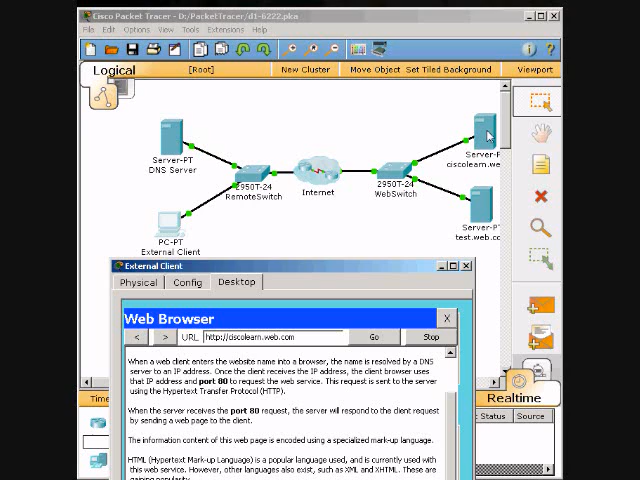 Cisco Packet Tracer - D:/PacketTracer/d1-6222.pka
File Edit Options View Tools Extensions Help
Logical [Root] New Cluster Move Object Set Tiled Background Viewport
Server-PT
DNS Server
2950T-24
RemoteSwitch
Internet
2950T-24
WebSwitch
Server-P
ciscolearn.we
Server-PT
test.web.co
PC-PT
External Client
External Client
Physical Config Desktop
Web Browser X
< > URL http://ciscolearn.web.com Go Stop
When a web client enters the website name into a browser, the name is resolved by a DNS
server to an IP address. Once the client receives the IP address, the client browser uses
that IP address and port 80 to request the web service. This request is sent to the server
using the Hypertext Transfer Protocol (HTTP).
When the server receives the port 80 request, the server will respond to the client request
by sending a web page to the client.
The information content of this web page is encoded using a specialized mark-up language.
HTML (Hypertext Mark-up Language) is a popular language used, and is currently used with
this web service. However, other languages also exist, such as XML and XHTML. These are
gaining popularity
Realtime
Time
Status Source